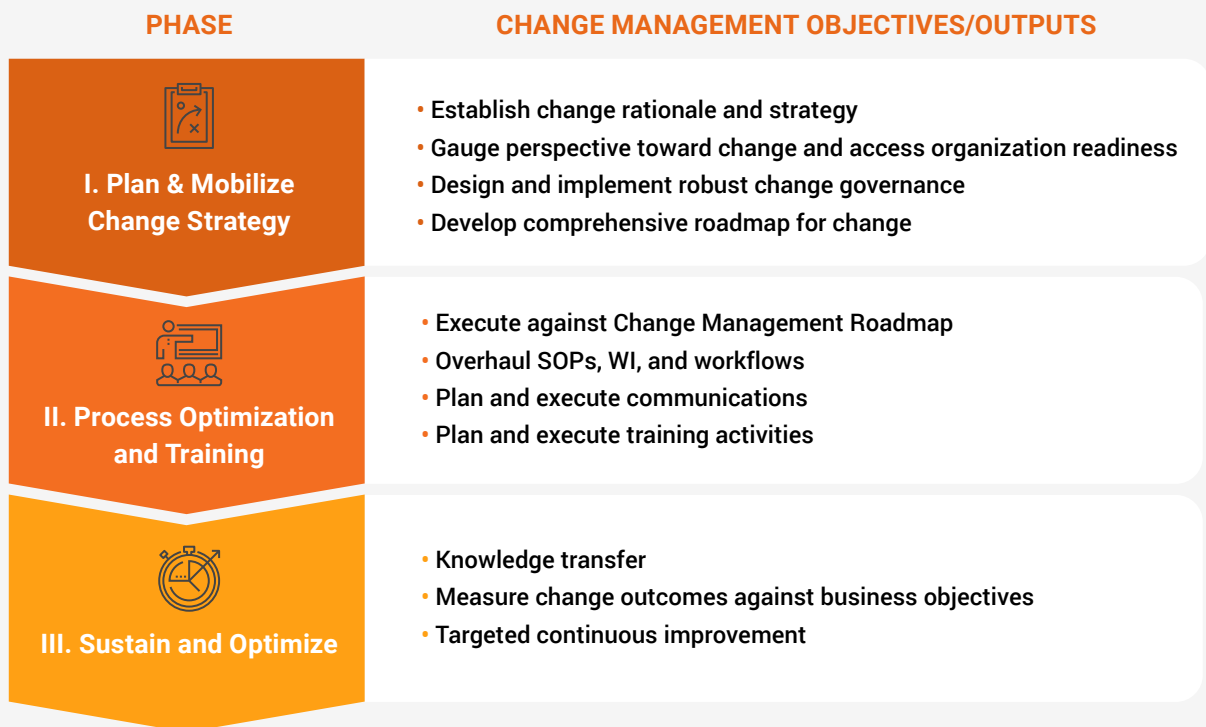 PHASE
CHANGE MANAGEMENT OBJECTIVES/OUTPUTS
I. Plan & Mobilize
Change Strategy
• Establish change rationale and strategy
• Gauge perspective toward change and access organization readiness
• Design and implement robust change governance
• Develop comprehensive roadmap for change
II. Process Optimization
and Training
• Execute against Change Management Roadmap
• Overhaul SOPs, WI, and workflows
• Plan and execute communications
• Plan and execute training activities
III. Sustain and Optimize
• Knowledge transfer
• Measure change outcomes against business objectives
• Targeted continuous improvement